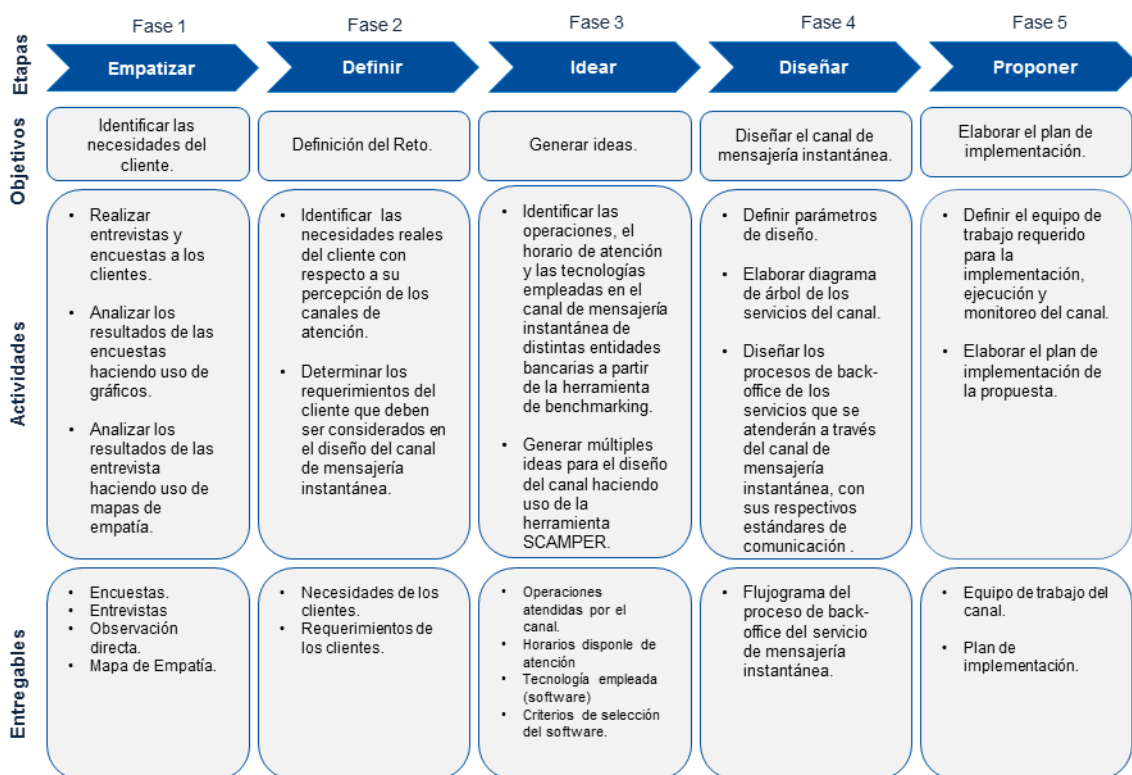 Fase 1
Fase 2
Fase 3
Fase 4
Fase 5
Etapas
Empatizar
Definir
Idear
Diseñar
Proponer
Objetivos
Identificar las
necesidades del
cliente.
Definición del Reto.
Generar ideas.
Diseñar el canal de
mensajería instantánea.
Elaborar el plan de
implementación.
Actividades
• Realizar
entrevistas y
encuestas a los
clientes.
• Analizar los
resultados de las
encuestas
haciendo uso de
gráficos.
• Analizar los
resultados de las
entrevista
haciendo uso de
mapas de
empatía.
• Identificar las
necesidades reales
del cliente con
respecto a su
percepción de los
canales de
atención.
• Determinar los
requerimientos del
cliente que deben
ser considerados en
el diseño del canal
de mensajería
instantánea.
• Identificar las
operaciones, el
horario de atención
y las tecnologías
empleadas en el
canal de mensajería
instantánea de
distintas entidades
bancarias a partir
de la herramienta
de benchmarking.
• Generar múltiples
ideas para el diseño
del canal haciendo
uso de la
herramienta
SCAMPER.
• Definir parámetros
de diseño.
• Elaborar diagrama
de árbol de los
servicios del canal.
• Diseñar los
procesos de back-
office de los
servicios que se
atenderán a través
del canal de
mensajería
instantánea, con
sus respectivos
estándares de
comunicación .
• Definir el equipo de
trabajo requerido
para la
implementación,
ejecución y
monitoreo del canal.
• Elaborar el plan de
implementación de
la propuesta.
Entregables
• Encuestas.
• Entrevistas
• Observación
directa.
• Mapa de Empatía.
• Necesidades de los
clientes.
• Requerimientos de
los clientes.
• Operaciones
atendidas por el
canal.
• Horarios disponle de
atención
• Tecnología empleada
(software)
• Criterios de selección
del software.
• Flujograma del
proceso de back-
office del servicio
de mensajería
instantánea.
• Equipo de trabajo del
canal.
• Plan de
implementación.